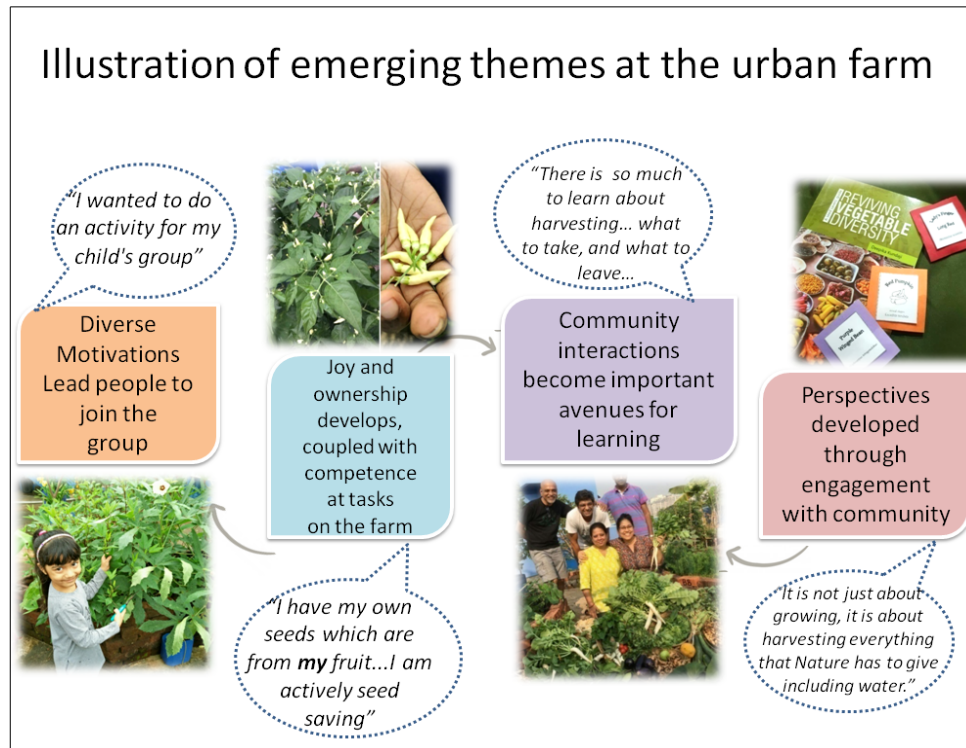 Illustration of emerging themes at the urban farm
“I wanted to do
an activity for my
child's group”
Diverse
Motivations
Lead people to
join the
group
Joy and
ownership
develops,
coupled with
competence
at tasks
on the farm
“I have my own
seeds which are
from my fruit...I am
actively seed
saving”
“There is so much
to learn about
harvesting... what
to take, and what to
leave...
Community
interactions
become important
avenues for
learning
REVIVING
VEGETABLE
DIVERSITY
Red Pumpkin
Purple
Winged Bean
Perspectives
developed
through
engagement
with community
“It is not just about
growing, it is about
harvesting everything
that Nature has to give
including water.”